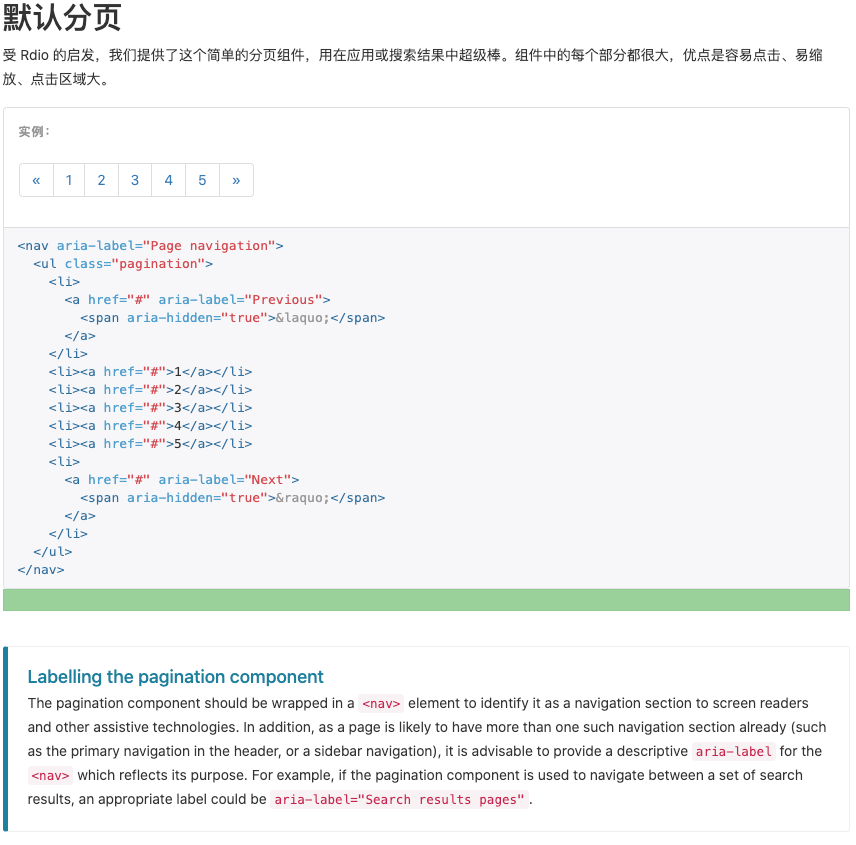 默认分页
受 Rdio 的启发，我们提供了这个简单的分页组件，用在应用或搜索结果中超级棒。组件中的每个部分都很大，优点是容易点击、易缩
放、点击区域大。
实例：
« 1 2 3 4 5 »
<nav aria-label="Page navigation">
  <ul class="pagination">
    <li>
      <a href="#" aria-label="Previous">
        <span aria-hidden="true">&laquo;</span>
      </a>
    </li>
    <li><a href="#">1</a></li>
    <li><a href="#">2</a></li>
    <li><a href="#">3</a></li>
    <li><a href="#">4</a></li>
    <li><a href="#">5</a></li>
    <li>
      <a href="#" aria-label="Next">
        <span aria-hidden="true">&raquo;</span>
      </a>
    </li>
  </ul>
</nav>
Labelling the pagination component
The pagination component should be wrapped in a <nav> element to identify it as a navigation section to screen readers
and other assistive technologies. In addition, as a page is likely to have more than one such navigation section already (such
as the primary navigation in the header, or a sidebar navigation), it is advisable to provide a descriptive aria-label for the
<nav> which reflects its purpose. For example, if the pagination component is used to navigate between a set of search
results, an appropriate label could be aria-label="Search results pages".